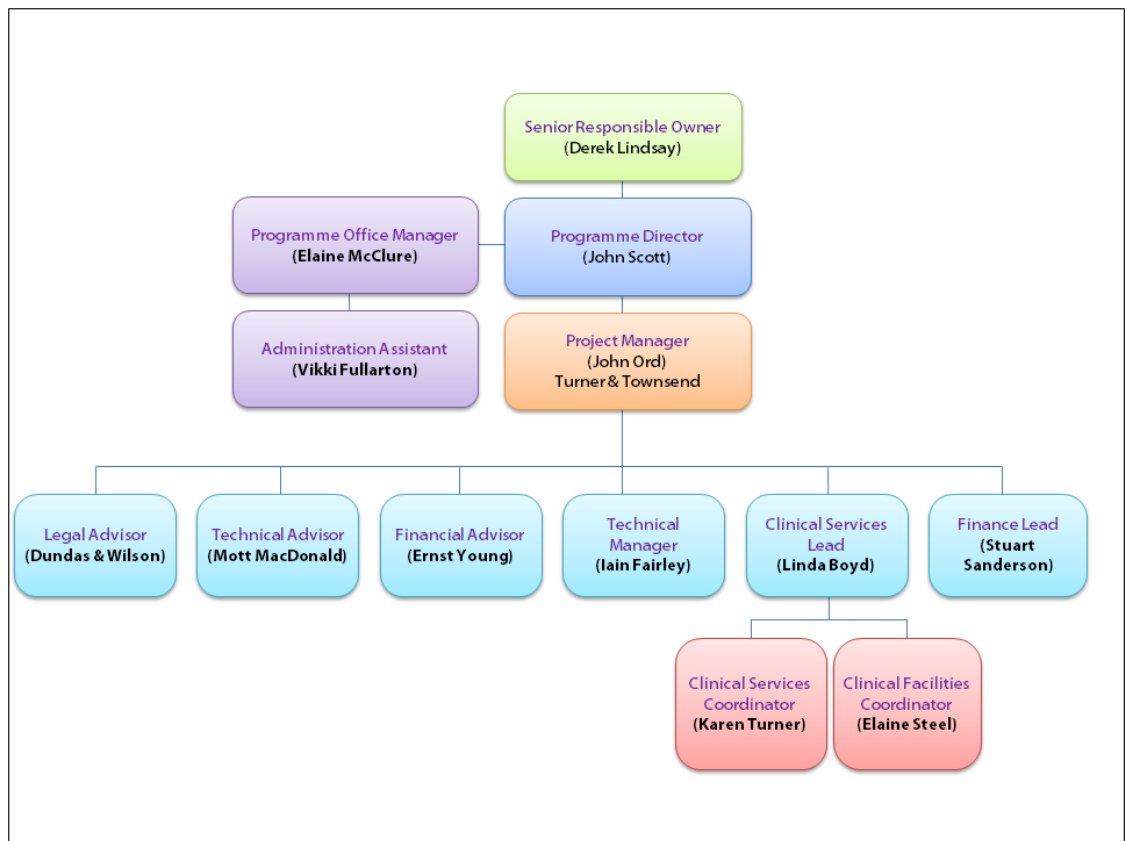 Senior Responsible Owner
(Derek Lindsay)
Programme Office Manager
(Elaine McClure)
Programme Director
(John Scott)
Administration Assistant
(Vikki Fullarton)
Project Manager
(John Ord)
Turner & Townsend
Legal Advisor
(Dundas & Wilson)
Technical Advisor
(Mott MacDonald)
Financial Advisor
(Ernst Young)
Technical
Manager
(Iain Fairley)
Clinical Services
Lead
(Linda Boyd)
Finance Lead
(Stuart
Sanderson)
Clinical Services
Coordinator
(Karen Turner)
Clinical Facilities
Coordinator
(Elaine Steel)